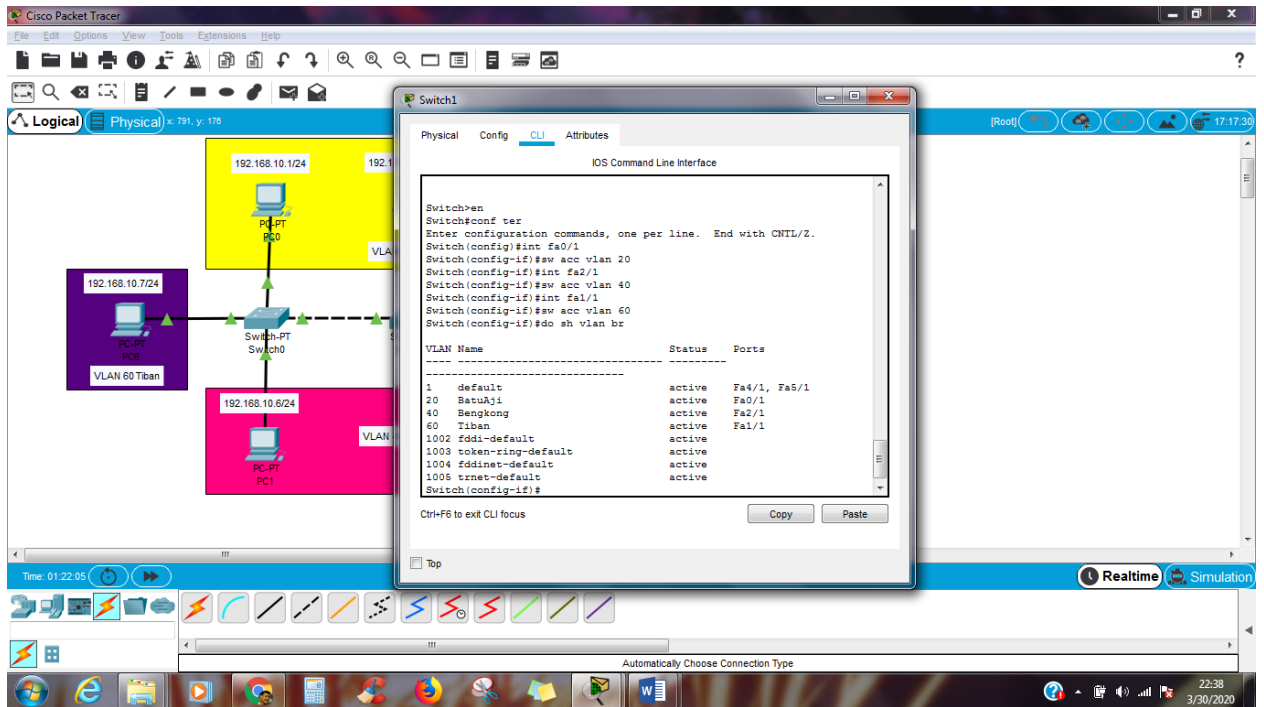 Cisco Packet Tracer
File Edit Options View Tools Extensions Help
?
Logical Physical x: 791, y: 176
[Root] 17:17:30
192.168.10.1/24
192.1
PC-PT
PC0
VLA
192.168.10.7/24
PC-PT
PC6
VLAN 60 Tiban
Switch-PT
Switch0
S
192.168.10.6/24
VLAN
PC-PT
PC1
Switch1
Physical Config CLI Attributes
IOS Command Line Interface
Switch>en
Switch#conf ter
Enter configuration commands, one per line. End with CNTL/Z.
Switch(config)#int fa0/1
Switch(config-if)#sw acc vlan 20
Switch(config-if)#int fa2/1
Switch(config-if)#sw acc vlan 40
Switch(config-if)#int fa1/1
Switch(config-if)#sw acc vlan 60
Switch(config-if)#do sh vlan br
VLAN Name Status Ports
---- -------------------------------- ---------
-------------------------------
1 default active Fa4/1, Fa5/1
20 BatuAji active Fa0/1
40 Bengkong active Fa2/1
60 Tiban active Fa1/1
1002 fddi-default active
1003 token-ring-default active
1004 fddinet-default active
1005 trnet-default active
Switch(config-if)#
Ctrl+F6 to exit CLI focus
Copy Paste
Top
Time: 01:22:05
Realtime Simulation
Automatically Choose Connection Type
22:38
3/30/2020